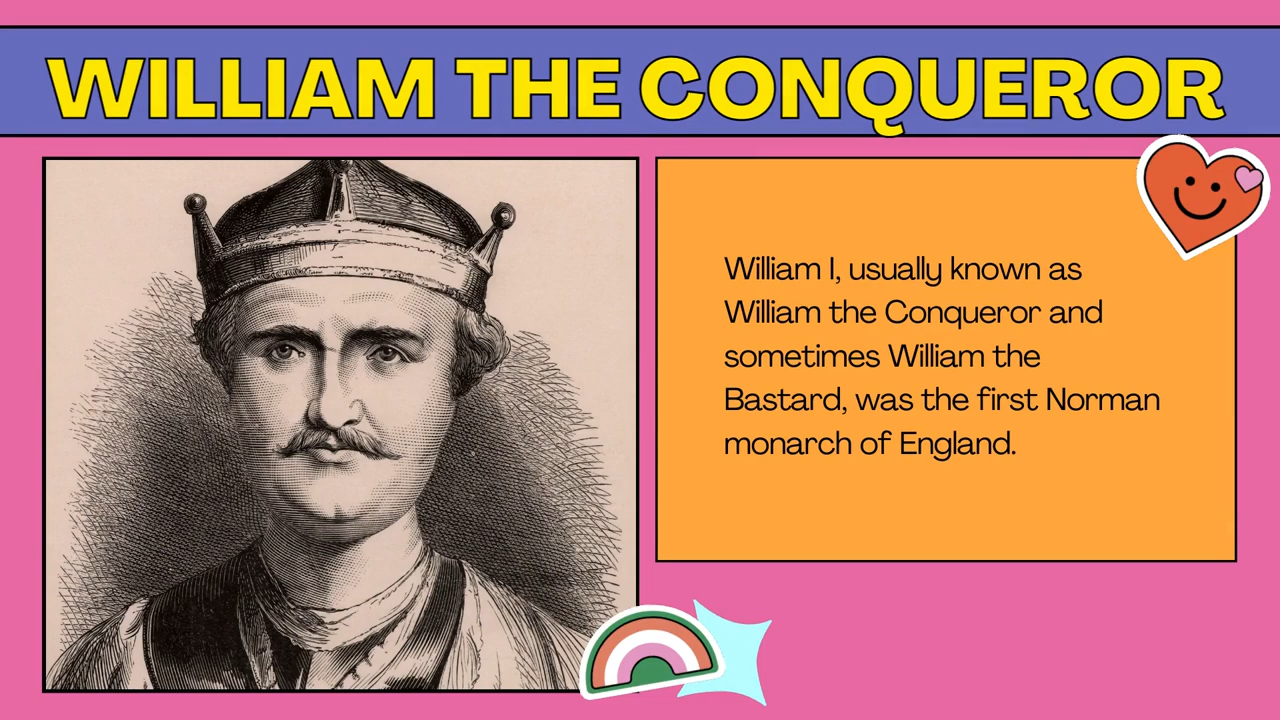 WILLIAM THE CONQUEROR
William I, usually known as
William the Conqueror and
sometimes William the
Bastard, was the first Norman
monarch of England.